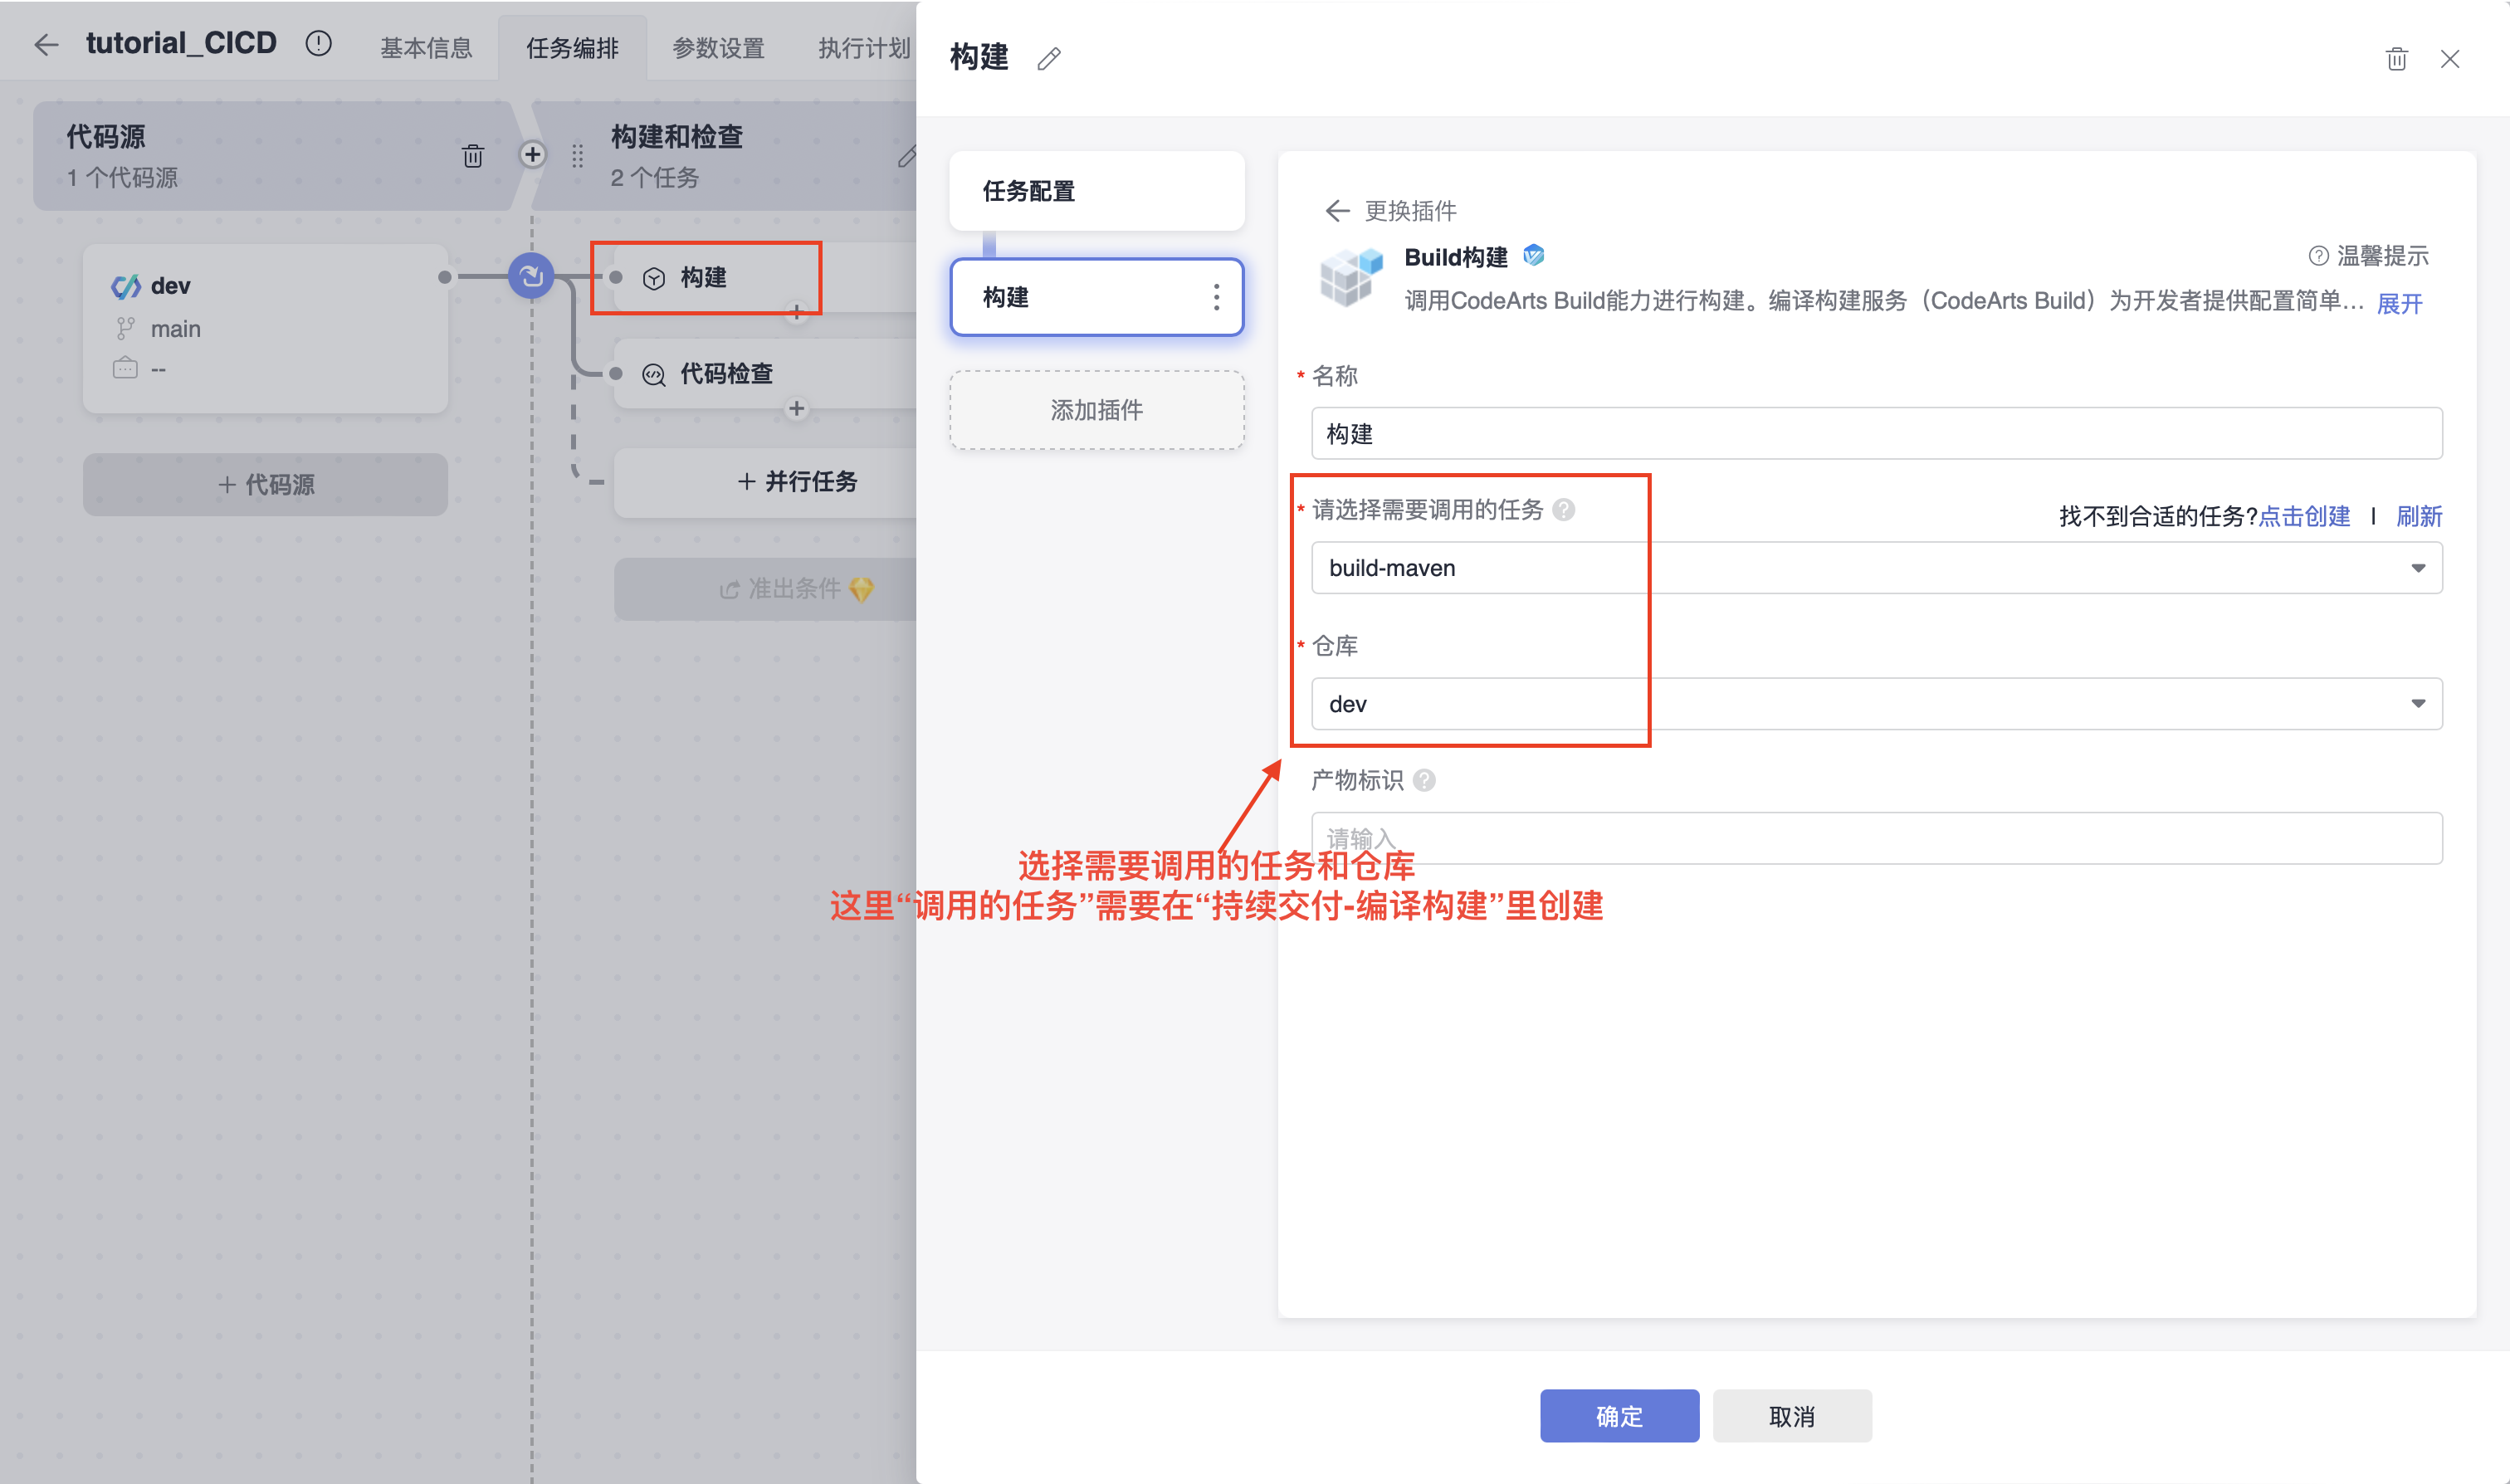 tutorial_CICD
基本信息
任务编排
参数设置
执行计划
代码源
1 个代码源
构建和检查
2 个任务
dev
main
--
+ 代码源
构建
代码检查
+ 并行任务
准出条件
构建
任务配置
构建
添加插件
更换插件
Build构建
温馨提示
调用CodeArts Build能力进行构建。编译构建服务（CodeArts Build）为开发者提供配置简单... 展开
* 名称
构建
* 请选择需要调用的任务 ?
找不到合适的任务?点击创建 | 刷新
build-maven
* 仓库
dev
产物标识 ?
请输入
选择需要调用的任务和仓库
这里“调用的任务”需要在“持续交付-编译构建”里创建
确定
取消